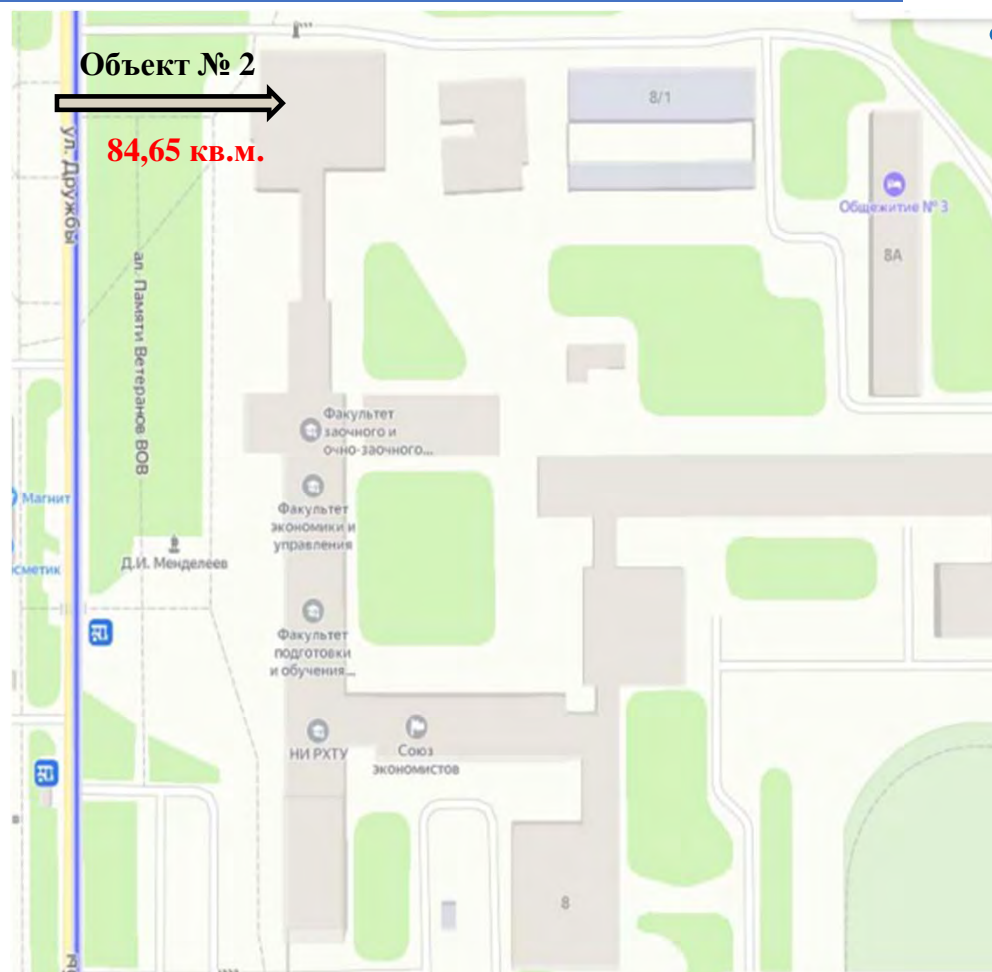 Объект № 2
84,65 кв.м.
ул. Дружбы
ал. Памяти Ветеранов ВОВ
8/1
Общежитие № 3
8А
Факультет
заочного и
очно-заочного...
Магнит
Факультет
экономики и
управления
Д.И. Менделеев
сметик
Факультет
подготовки
и обучения...
НИ РХТУ
Союз
экономистов
8